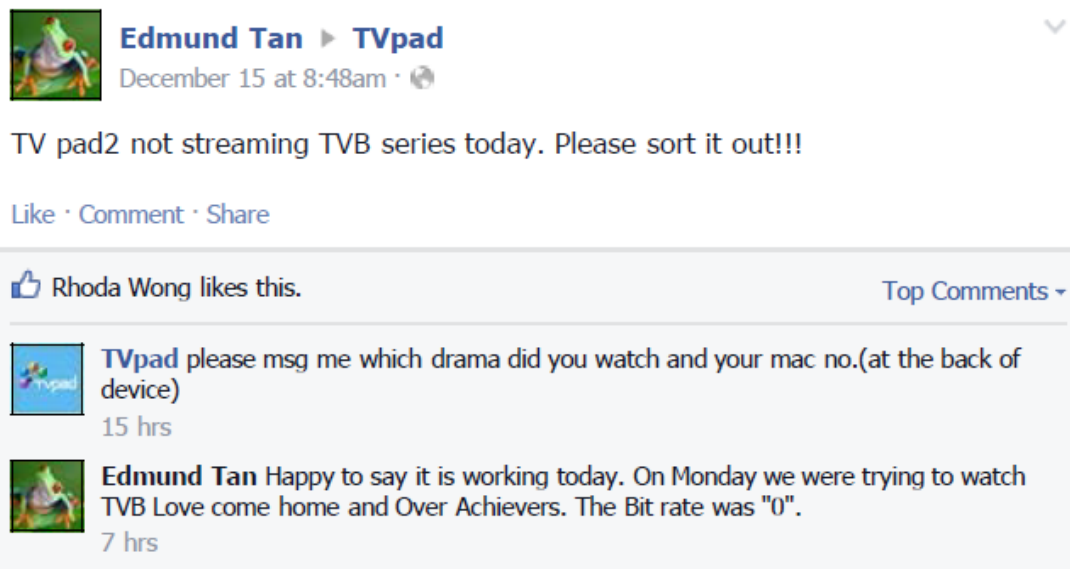 Edmund Tan ▶ TVpad
December 15 at 8:48am ·
TV pad2 not streaming TVB series today. Please sort it out!!!
Like · Comment · Share
Rhoda Wong likes this.
Top Comments
TVpad please msg me which drama did you watch and your mac no.(at the back of
device)
tvpad
15 hrs
Edmund Tan Happy to say it is working today. On Monday we were trying to watch
TVB Love come home and Over Achievers. The Bit rate was "0".
7 hrs